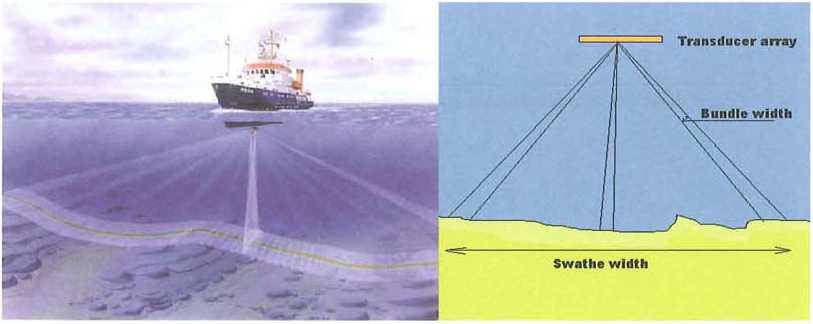 Transducer array
Bundle width
Swathe width